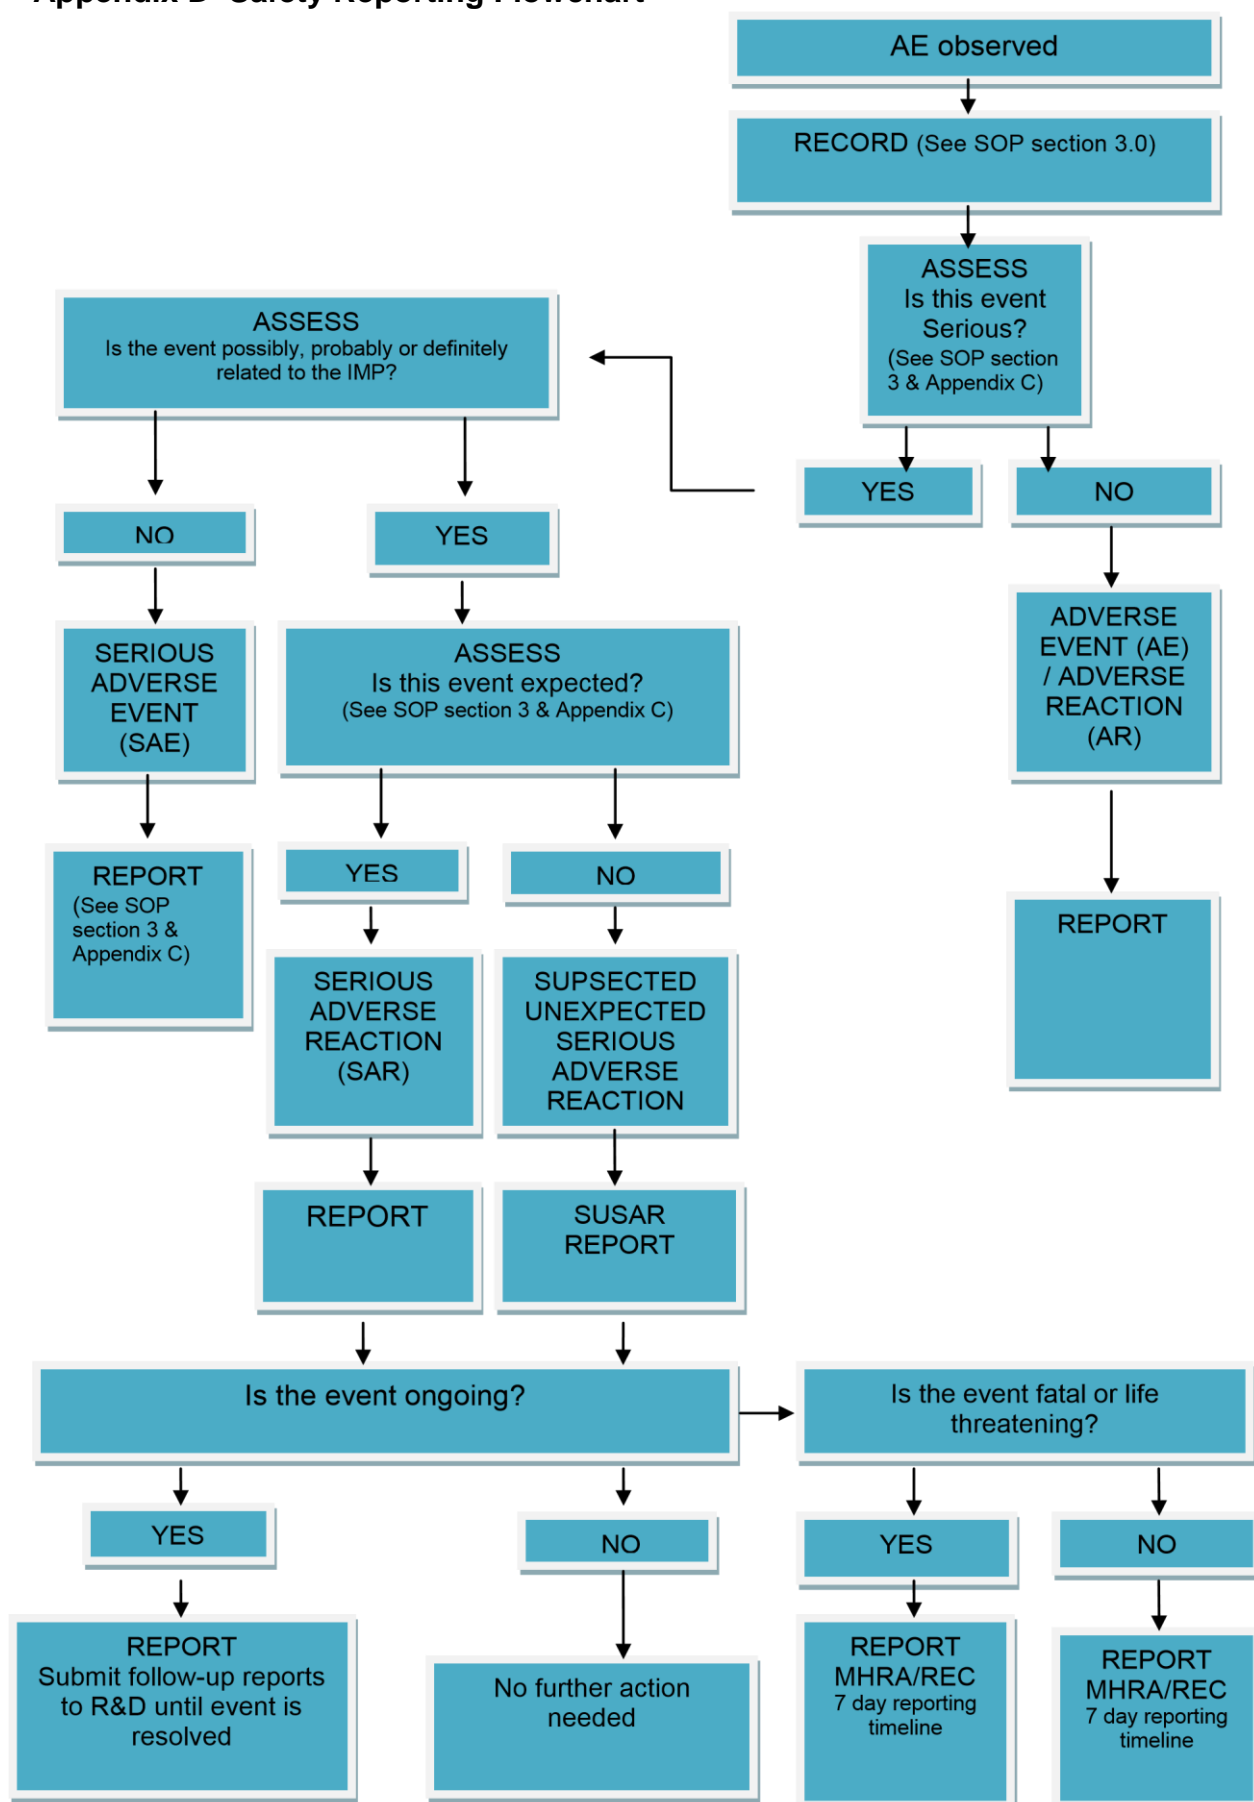 Appendix D Safety Reporting Flowchart
AE observed
RECORD (See SOP section 3.0)
ASSESS
Is this event
Serious?
(See SOP section
3 & Appendix C)
ASSESS
Is the event possibly, probably or definitely
related to the IMP?
YES
NO
NO
YES
ADVERSE
EVENT (AE)
/ ADVERSE
REACTION
(AR)
SERIOUS
ADVERSE
EVENT
(SAE)
ASSESS
Is this event expected?
(See SOP section 3 & Appendix C)
REPORT
(See SOP
section 3 &
Appendix C)
YES
NO
REPORT
SERIOUS
ADVERSE
REACTION
(SAR)
SUPSECTED
UNEXPECTED
SERIOUS
ADVERSE
REACTION
REPORT
SUSAR
REPORT
Is the event ongoing?
Is the event fatal or life
threatening?
YES
NO
YES
NO
REPORT
Submit follow-up reports
to R&D until event is
resolved
No further action
needed
REPORT
MHRA/REC
7 day reporting
timeline
REPORT
MHRA/REC
7 day reporting
timeline